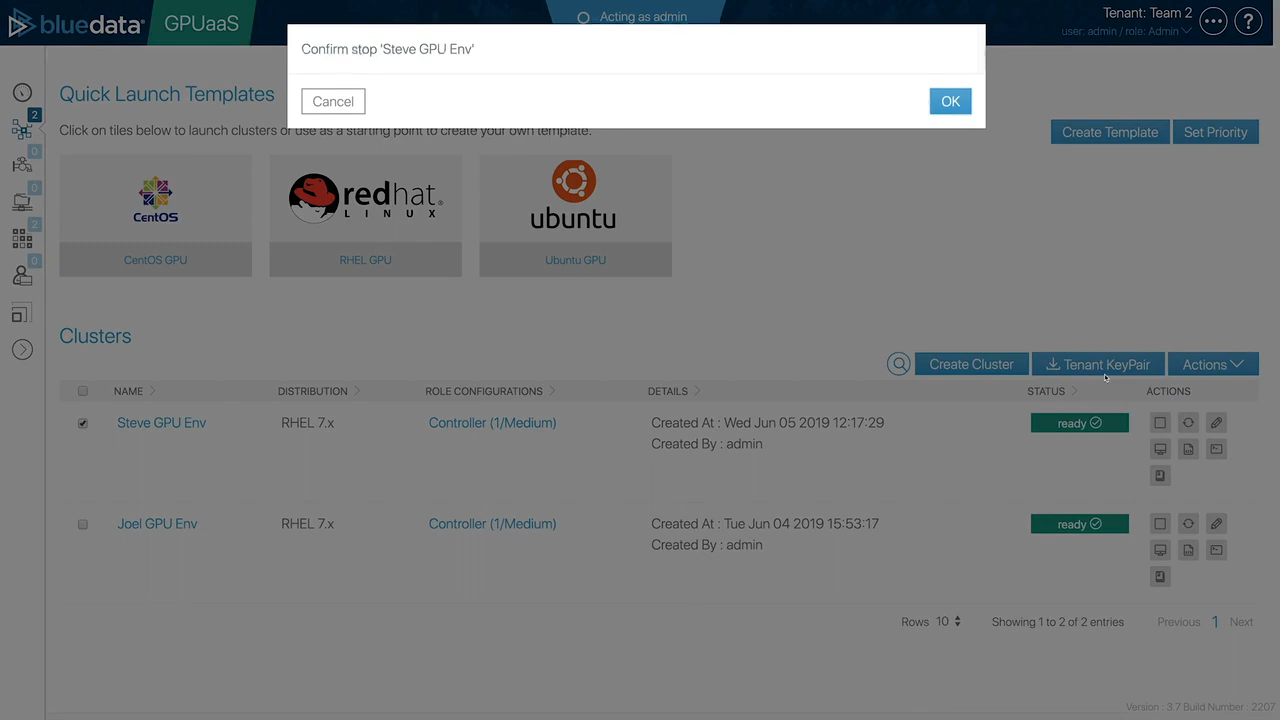 bluedata
GPUaaS
Acting as admin
Tenant: Team 2
user: admin / role: Admin
Confirm stop 'Steve GPU Env'
Cancel
OK
Quick Launch Templates
Click on tiles below to launch clusters or use as a starting point to create your own template.
Create Template
Set Priority
2
0
0
2
0
CentOS
redhat.
LINUX
ubuntu
CentOS GPU
RHEL GPU
Ubuntu GPU
Clusters
Create Cluster
Tenant KeyPair
Actions
NAME
DISTRIBUTION
ROLE CONFIGURATIONS
DETAILS
STATUS
ACTIONS
Steve GPU Env
RHEL 7.x
Controller (1/Medium)
Created At : Wed Jun 05 2019 12:17:29
Created By : admin
ready
Joel GPU Env
RHEL 7.x
Controller (1/Medium)
Created At : Tue Jun 04 2019 15:53:17
Created By : admin
ready
Rows 10
Showing 1 to 2 of 2 entries
Previous 1 Next
Version : 3.7 Build Number : 2207